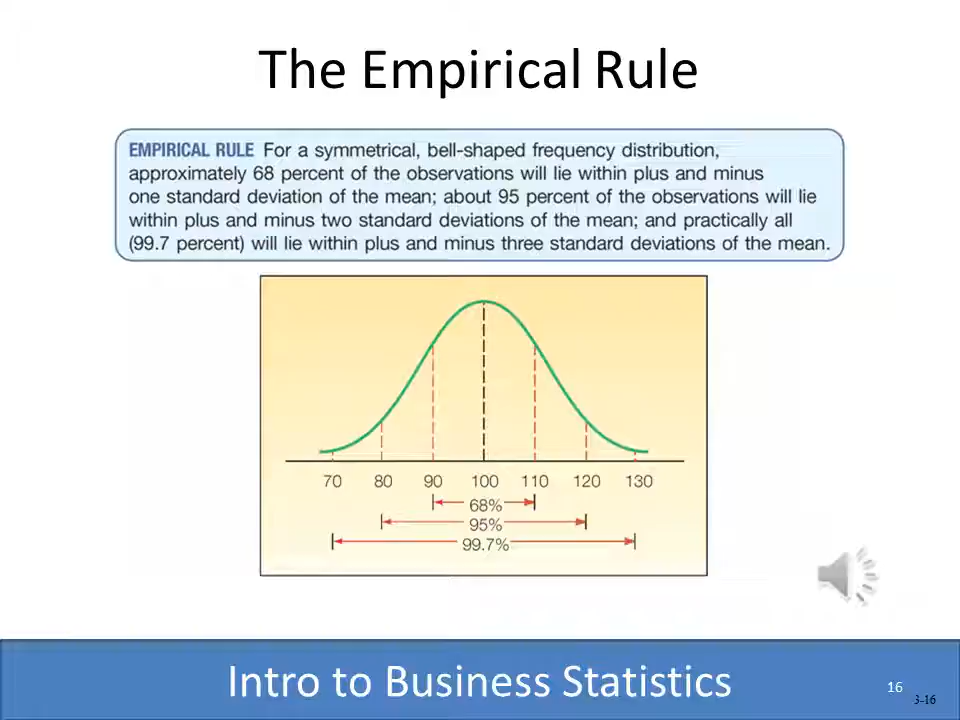 The Empirical Rule
EMPIRICAL RULE For a symmetrical, bell-shaped frequency distribution,
approximately 68 percent of the observations will lie within plus and minus
one standard deviation of the mean; about 95 percent of the observations will lie
within plus and minus two standard deviations of the mean; and practically all
(99.7 percent) will lie within plus and minus three standard deviations of the mean.
70 80 90 100 110 120 130
68%
95%
99.7%
Intro to Business Statistics
16
3-16